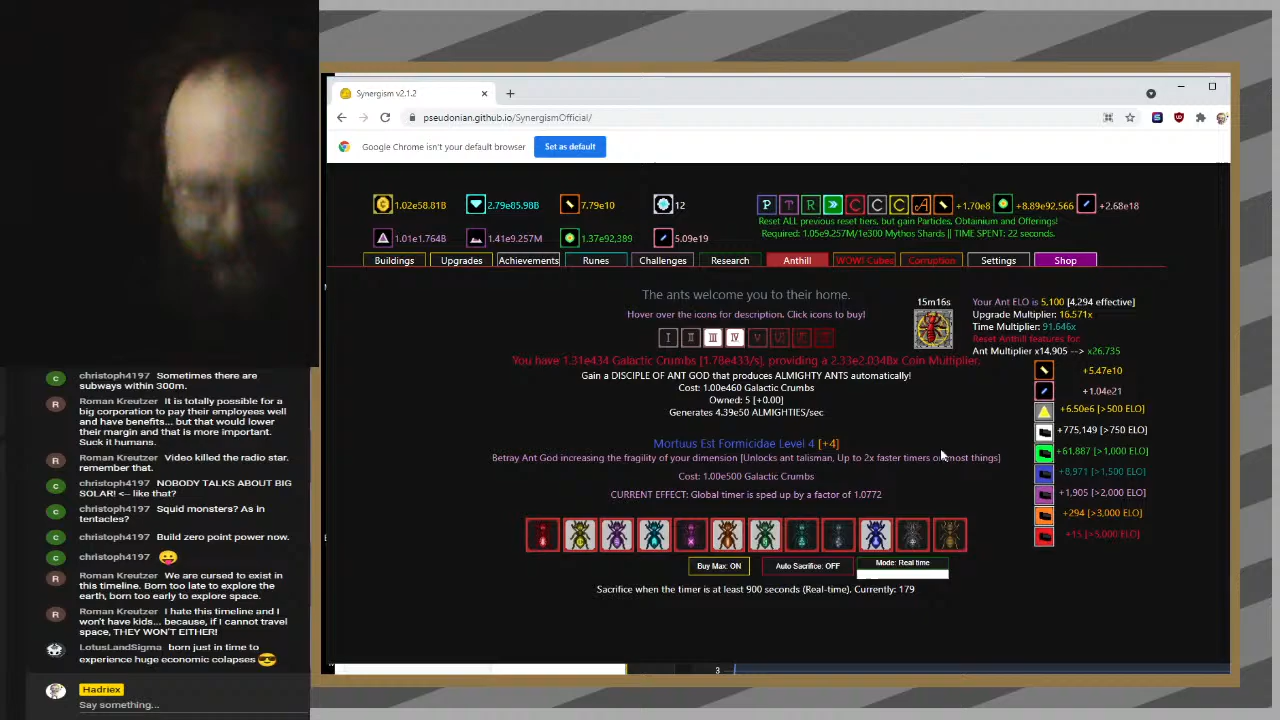 Synergism v2.1.2
pseudonian.github.io/SynergismOfficial/
Google Chrome isn't your default browser
Set as default
1.02e58.81B
2.79e85.98B
7.79e10
12
P T R C C A +1.70e8 +8.89e92,566 +2.68e18
Reset ALL previous reset tiers, but gain Particles, Obtainium and Offerings!
Required: 1.05e9.257M/1e300 Mythos Shards || TIME SPENT: 22 seconds.
1.01e1.764B
1.41e9.257M
1.37e92,389
5.09e19
Buildings
Upgrades
Achievements
Runes
Challenges
Research
Anthill
WOW! Cubes
Corruption
Settings
Shop
The ants welcome you to their home.
Hover over the icons for description. Click icons to buy!
I II III IV V
You have 1.31e434 Galactic Crumbs [1.78e433/s], providing a 2.33e2.034Bx Coin Multiplier.
Gain a DISCIPLE OF ANT GOD that produces ALMIGHTY ANTS automatically!
Cost: 1.00e460 Galactic Crumbs
Owned: 5 [+0.00]
Generates 4.39e50 ALMIGHTIES/sec
Mortuus Est Formicidae Level 4 [+4]
Betray Ant God increasing the fragility of your dimension [Unlocks ant talisman, Up to 2x faster timers on most things]
Cost: 1.00e500 Galactic Crumbs
CURRENT EFFECT: Global timer is sped up by a factor of 1.0772
Buy Max: ON
Auto Sacrifice: OFF
Mode: Real time
Sacrifice when the timer is at least 900 seconds (Real-time). Currently: 179
15m16s
Your Ant ELO is 5,100 [4,294 effective]
Upgrade Multiplier: 16.571x
Time Multiplier: 91.646x
Reset Anthill features for:
Ant Multiplier x14,905 --> x26,735
+5.47e10
+1.04e21
+6.50e6 [>500 ELO]
+775,149 [>750 ELO]
+61,887 [>1,000 ELO]
+8,971 [>1,500 ELO]
+1,905 [>2,000 ELO]
+294 [>3,000 ELO]
+15 [>5,000 ELO]
3
christoph4197 Sometimes there are
subways within 300m.
Roman Kreutzer It is totally possible for a
big corporation to pay their employees well
and have benefits... but that would lower
their margin and that is more important.
Suck it humans.
Roman Kreutzer Video killed the radio star.
remember that.
christoph4197 NOBODY TALKS ABOUT BIG
SOLAR! <-- like that?
christoph4197 Squid monsters? As in
tentacles?
christoph4197 Build zero point power now.
christoph4197 😛
Roman Kreutzer We are cursed to exist in
this timeline. Born too late to explore the
earth, born too early to explore space.
Roman Kreutzer I hate this timeline and I
won't have kids... because, if I cannot travel
space, THEY WON'T EITHER!
LotusLandSigma born just in time to
experience huge economic colapses 😎
Hadriex
Say something...